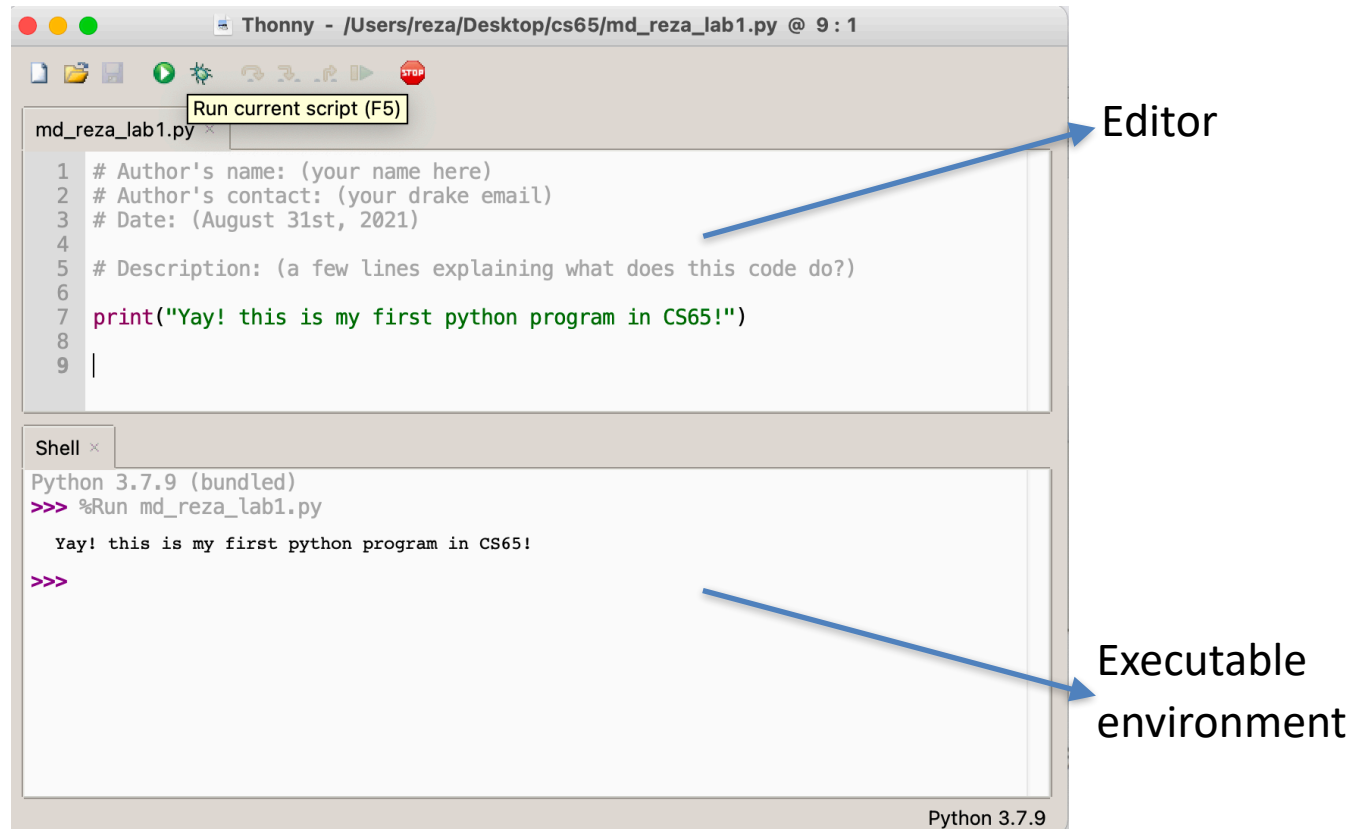 Thonny - /Users/reza/Desktop/cs65/md_reza_lab1.py @ 9 : 1
STOP
Run current script (F5)
md_reza_lab1.py ×
Editor
1 # Author's name: (your name here)
2 # Author's contact: (your drake email)
3 # Date: (August 31st, 2021)
4
5 # Description: (a few lines explaining what does this code do?)
6
7 print("Yay! this is my first python program in CS65!")
8
9
Shell ×
Python 3.7.9 (bundled)
>>> %Run md_reza_lab1.py
Yay! this is my first python program in CS65!
>>>
Executable
environment
Python 3.7.9